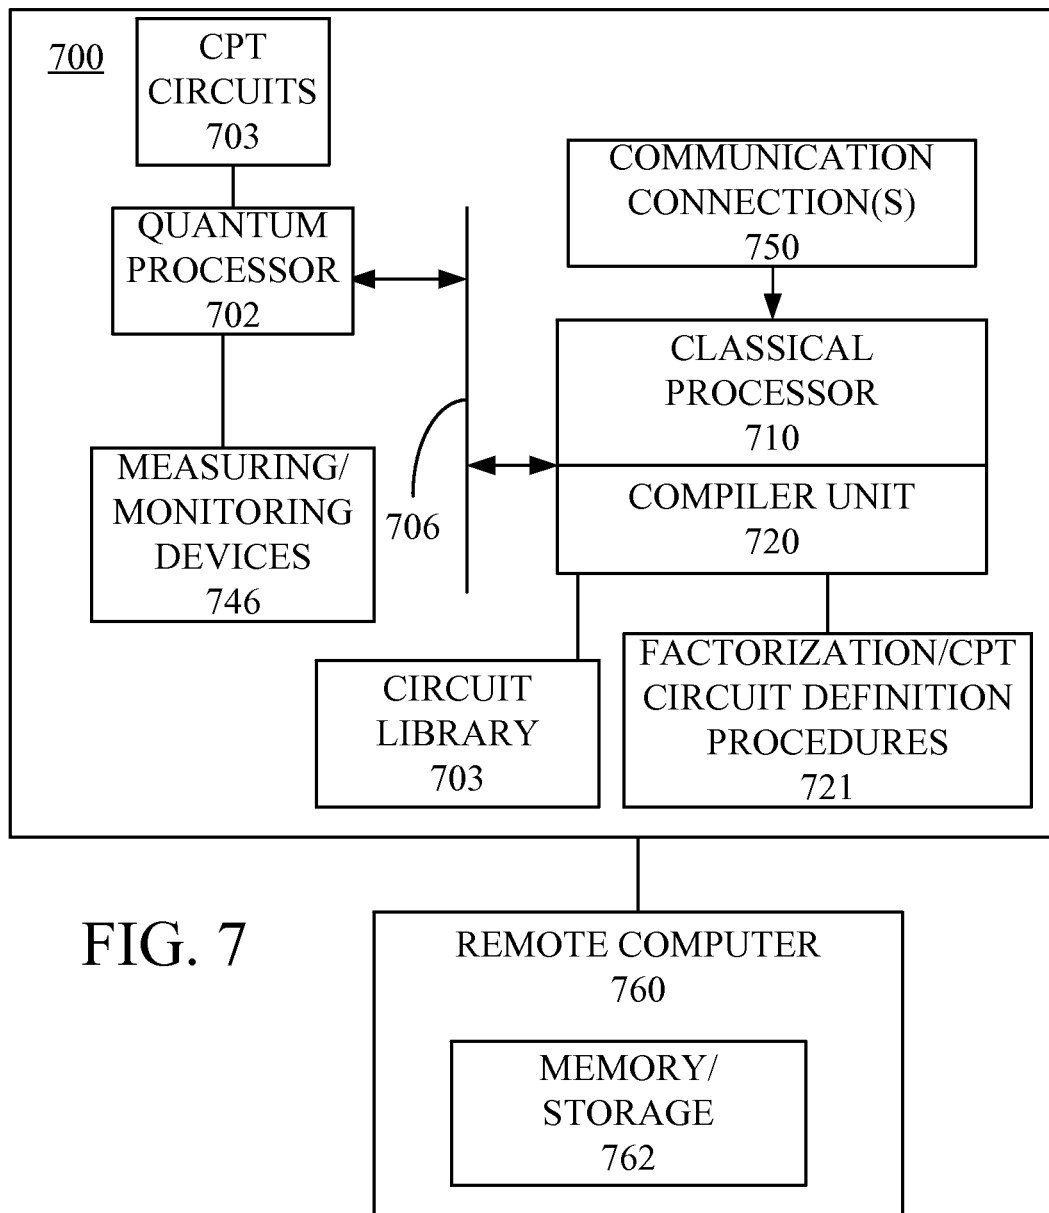 700
CPT
CIRCUITS
703
COMMUNICATION
CONNECTION(S)
750
QUANTUM
PROCESSOR
702
CLASSICAL
PROCESSOR
710
MEASURING/
MONITORING
DEVICES
746
706
COMPILER UNIT
720
CIRCUIT
LIBRARY
703
FACTORIZATION/CPT
CIRCUIT DEFINITION
PROCEDURES
721
FIG. 7
REMOTE COMPUTER
760
MEMORY/
STORAGE
762